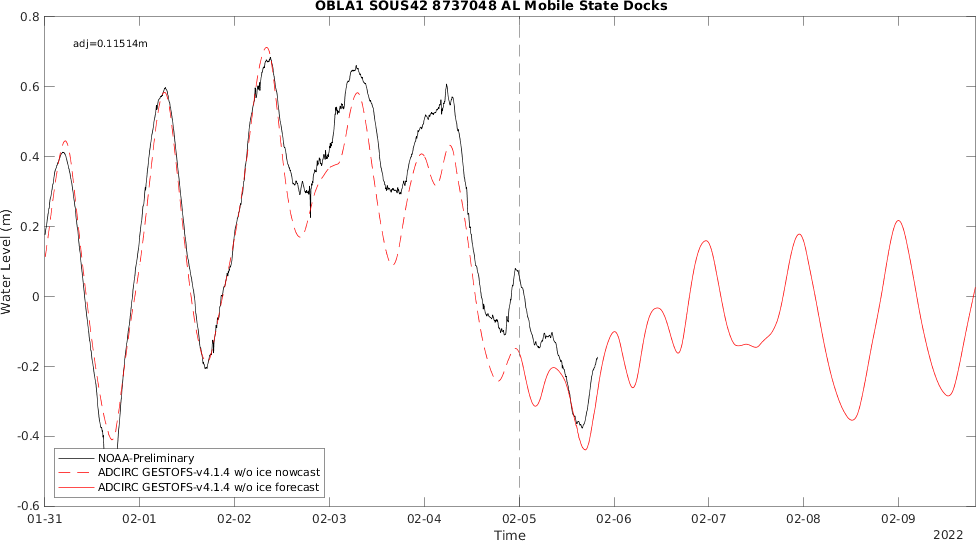 OBLA1 SOUS42 8737048 AL Mobile State Docks
adj=0.11514m
0.8
0.6
0.4
0.2
0
-0.2
-0.4
-0.6
Water Level (m)
NOAA-Preliminary
ADCIRC GESTOFS-v4.1.4 w/o ice nowcast
ADCIRC GESTOFS-v4.1.4 w/o ice forecast
01-31 02-01 02-02 02-03 02-04 02-05 02-06 02-07 02-08 02-09
Time
2022